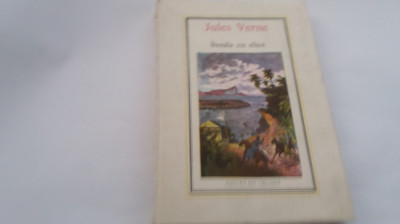 Jules Verne
Insula cu elice